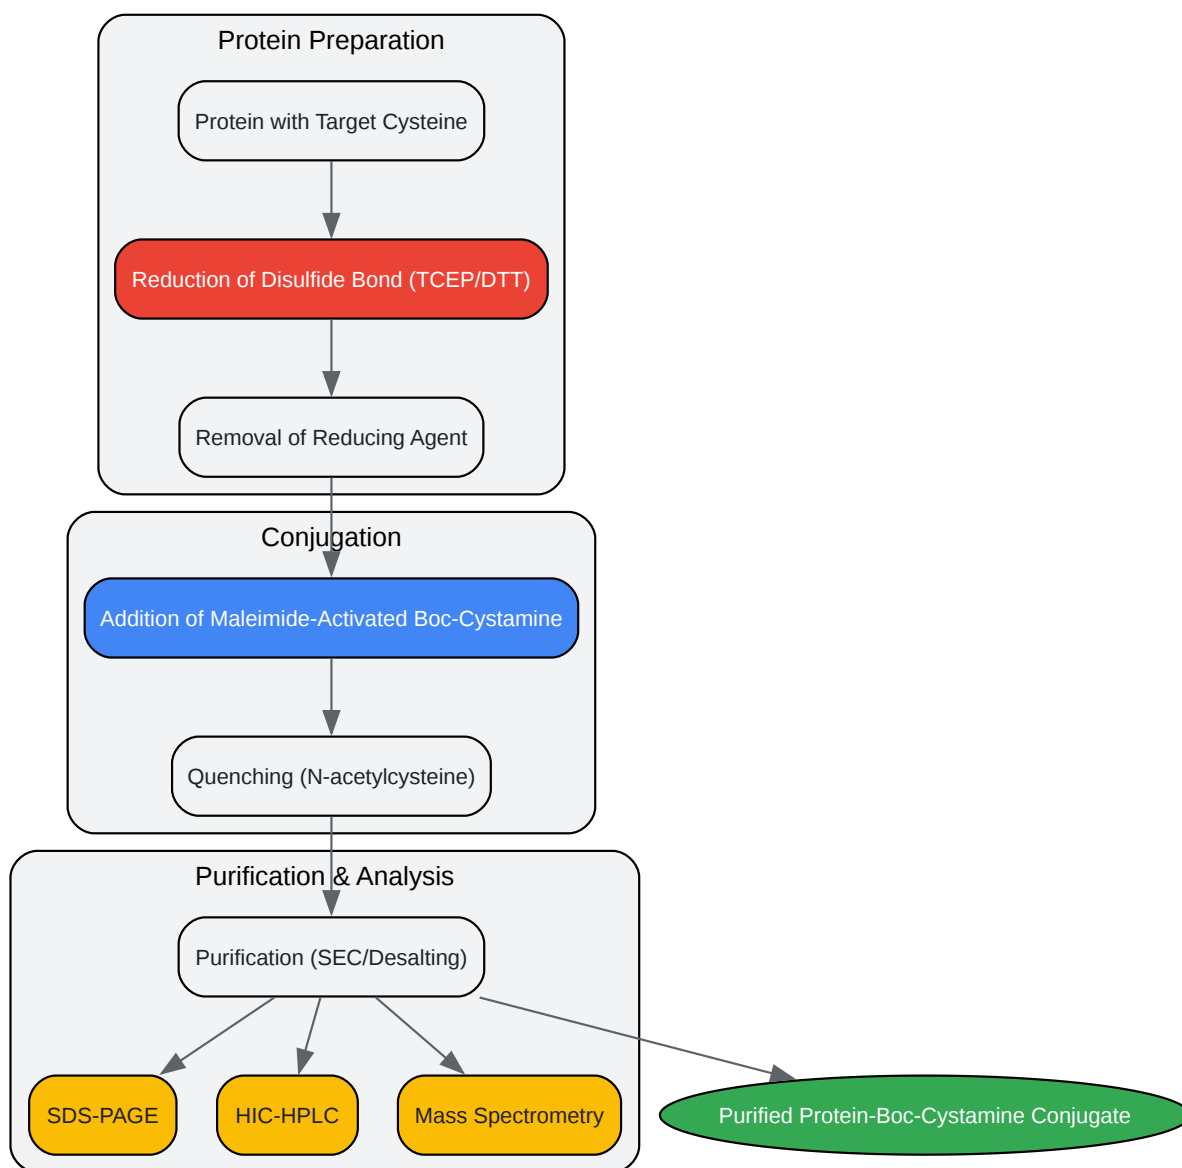 Protein Preparation
Protein with Target Cysteine
Reduction of Disulfide Bond (TCEP/DTT)
Removal of Reducing Agent
Conjugation
Addition of Maleimide-Activated Boc-Cystamine
Quenching (N-acetylcysteine)
Purification & Analysis
Purification (SEC/Desalting)
SDS-PAGE
HIC-HPLC
Mass Spectrometry
Purified Protein-Boc-Cystamine Conjugate